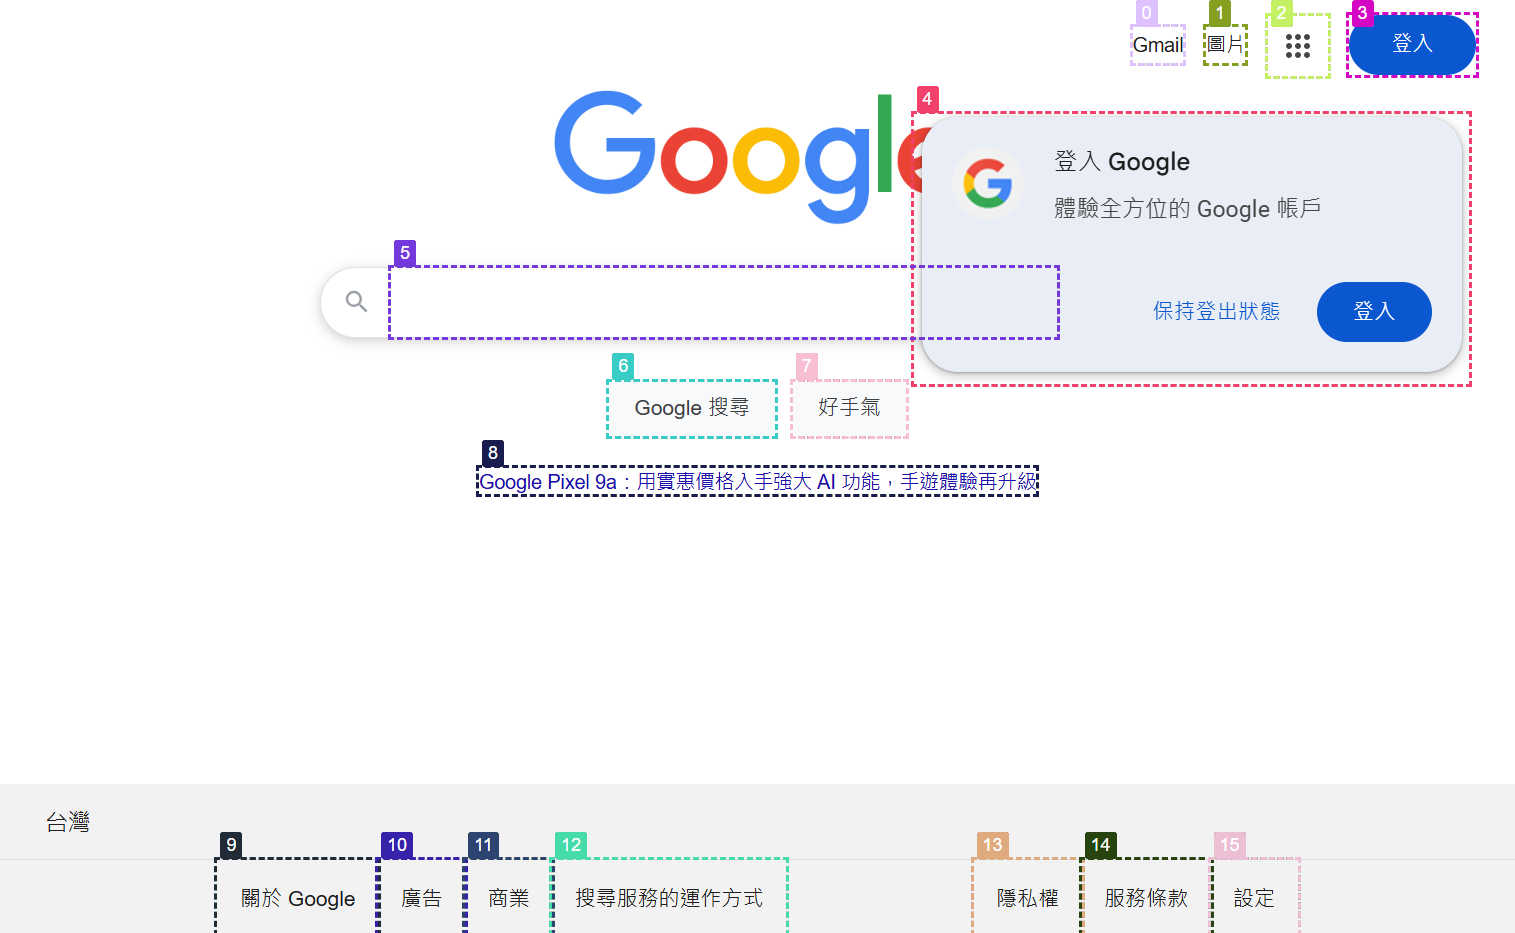 0
1
2
3
Gmail
圖片
登入
4
Google
登入 Google
體驗全方位的 Google 帳戶
5
保持登出狀態
登入
6
7
Google 搜尋
好手氣
8
Google Pixel 9a：用實惠價格入手強大 AI 功能，手遊體驗再升級
台灣
9
10
11
12
13
14
15
關於 Google
廣告
商業
搜尋服務的運作方式
隱私權
服務條款
設定